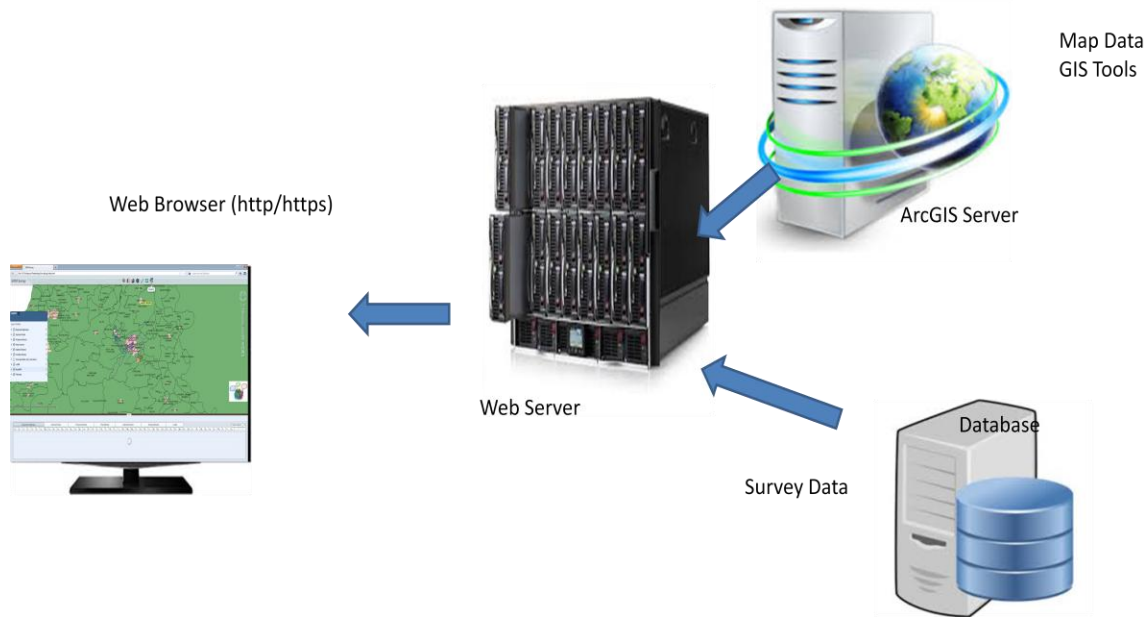 Map Data
GIS Tools
ArcGIS Server
Web Browser (http/https)
Web Server
Database
Survey Data